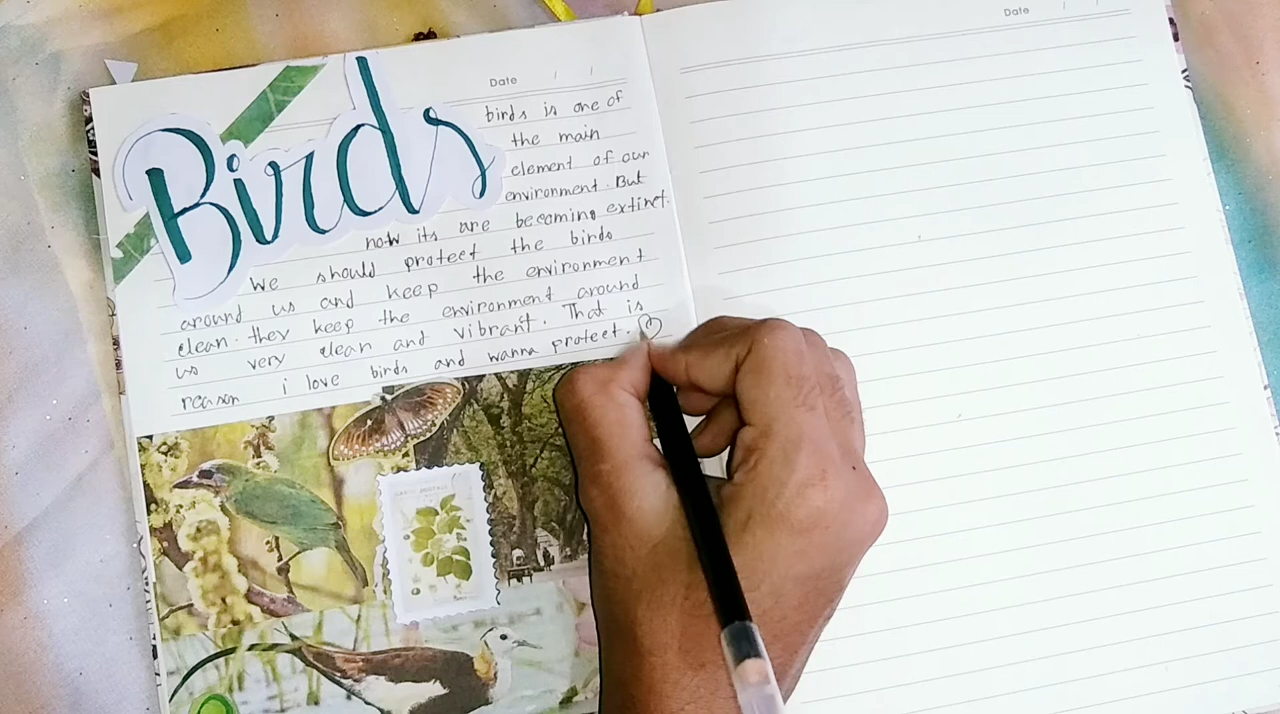 Date / /
Date / /
Birds
birds is one of
the main
element of our
environment. But
now its are becoming extinct.
We should protect the birds
around us and keep the environment
clean. they keep the environment around
us very clean and vibrant. That is
reason i love birds and wanna protect.
CARTE POSTALE